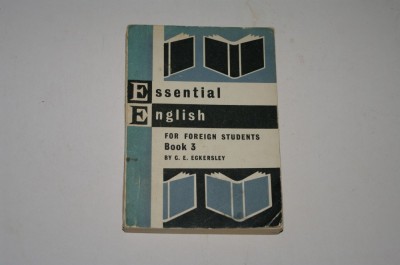 Essential
English
FOR FOREIGN STUDENTS
Book 3
BY C. E. ECKERSLEY